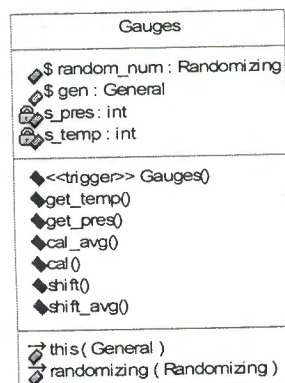 Gauges
$ random_num : Randomizing
$ gen : General
s_pres : int
s_temp : int
<<trigger>> Gauges()
get_temp()
get_pres()
cal_avg()
cal()
shift()
shift_avg()
this ( General )
randomizing ( Randomizing )